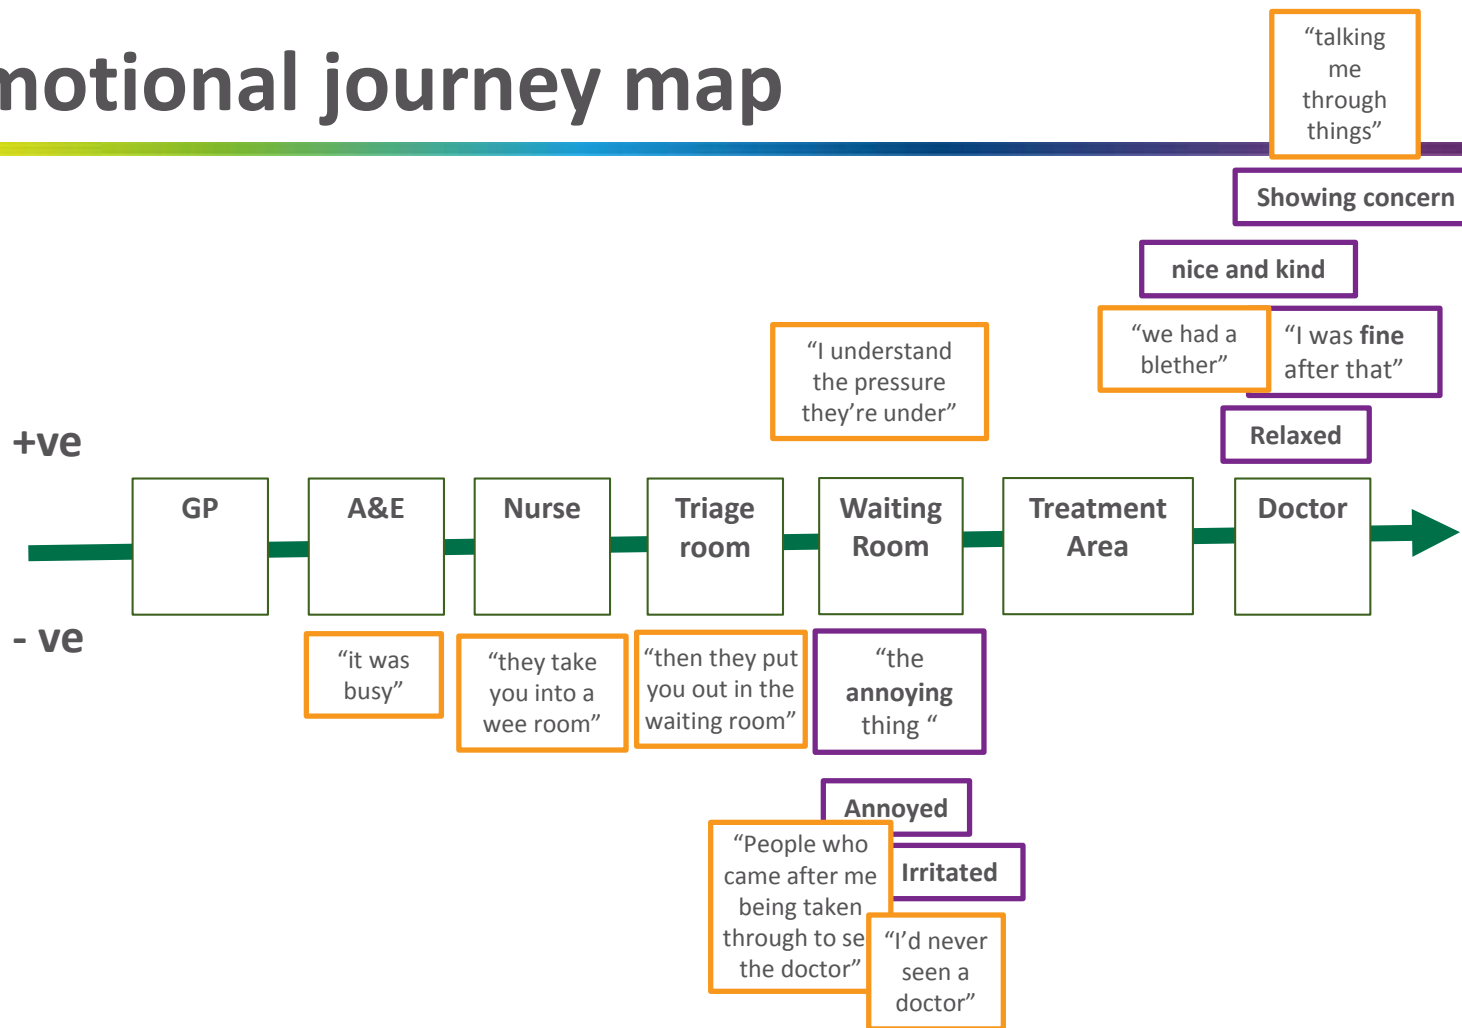 motional journey map
“talking
me
through
things”
Showing concern
nice and kind
“we had a
blether”
“I was fine
after that”
Relaxed
“I understand
the pressure
they’re under”
+ve
GP
A&E
Nurse
Triage
room
Waiting
Room
Treatment
Area
Doctor
- ve
“it was
busy”
“they take
you into a
wee room”
“then they put
you out in the
waiting room”
“the
annoying
thing “
Annoyed
Irritated
“People who
came after me
being taken
through to se
the doctor”
“I’d never
seen a
doctor”